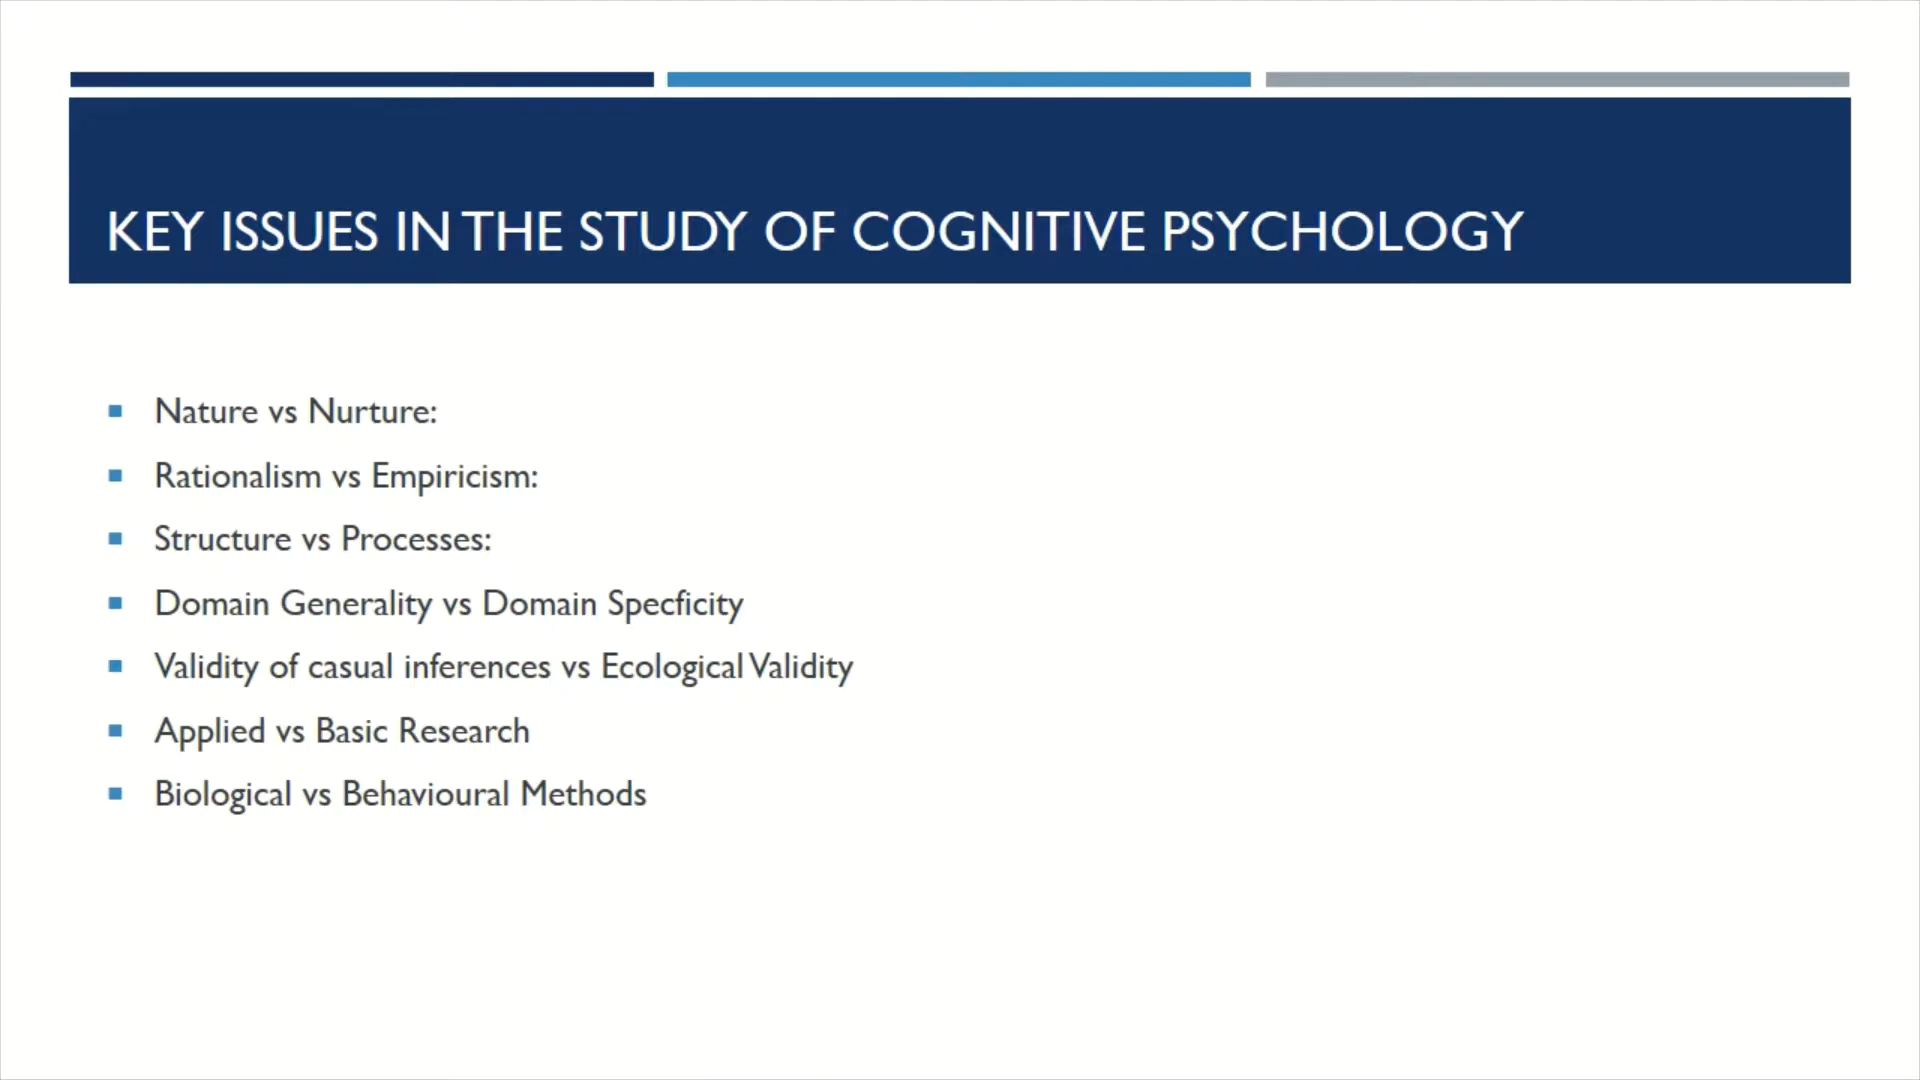 KEY ISSUES IN THE STUDY OF COGNITIVE PSYCHOLOGY
Nature vs Nurture:
Rationalism vs Empiricism:
Structure vs Processes:
Domain Generality vs Domain Specficity
Validity of casual inferences vs Ecological Validity
Applied vs Basic Research
Biological vs Behavioural Methods